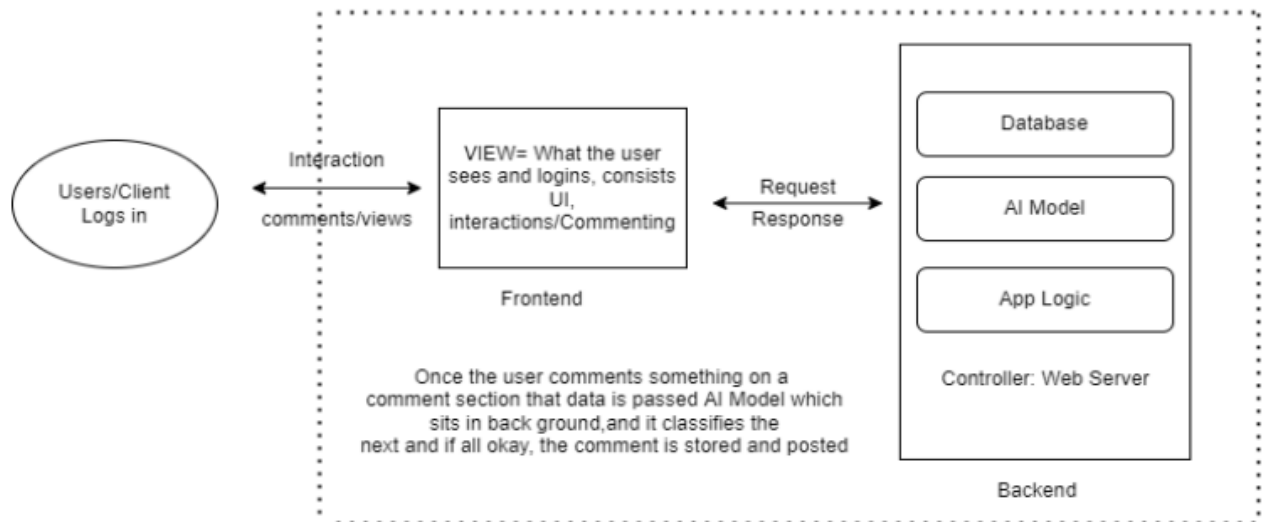 Users/Client
Logs in
Interaction
comments/views
VIEW= What the user
sees and logins, consists
UI,
interactions/Commenting
Frontend
Request
Response
Database
AI Model
App Logic
Controller: Web Server
Backend
Once the user comments something on a
comment section that data is passed AI Model which
sits in back ground,and it classifies the
next and if all okay, the comment is stored and posted